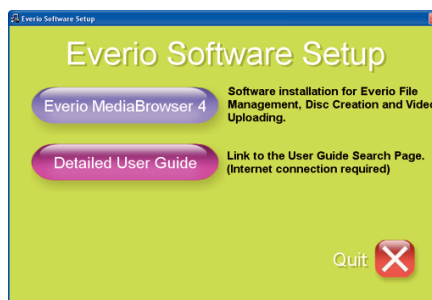 Everio Software Setup
Everio Software Setup
Everio MediaBrowser 4
Software installation for Everio File
Management, Disc Creation and Video
Uploading.
Detailed User Guide
Link to the User Guide Search Page.
(Internet connection required)
Quit